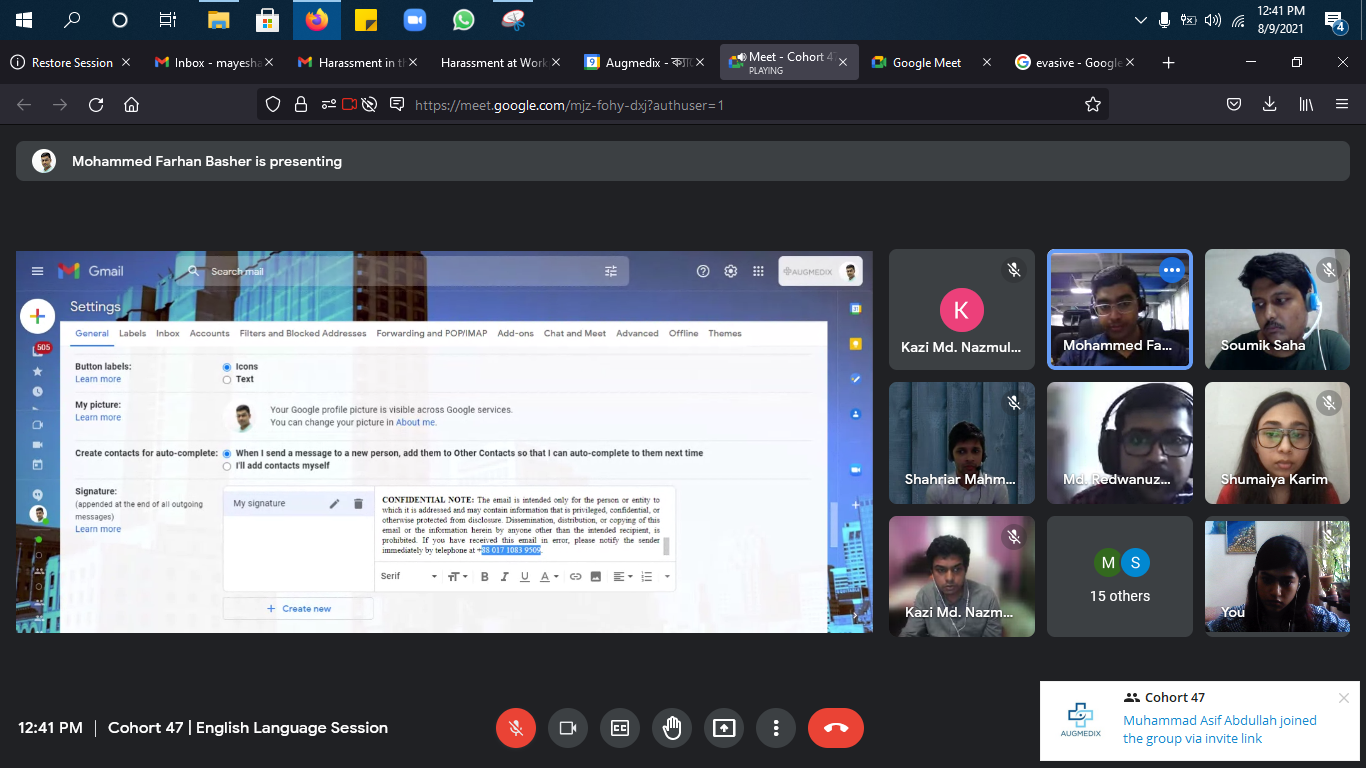 12:41 PM
8/9/2021
4
Restore Session
Inbox - mayesha
Harassment in th
Harassment at Work
Augmedix -
Meet - Cohort 47
PLAYING
Google Meet
evasive - Google
https://meet.google.com/mjz-fohy-dxj?authuser=1
Mohammed Farhan Basher is presenting
Gmail
Search mail
AUGMEDIX
Settings
General Labels Inbox Accounts Filters and Blocked Addresses Forwarding and POP/IMAP Add-ons Chat and Meet Advanced Offline Themes
505
Button labels:
Learn more
Icons
Text
My picture:
Learn more
Your Google profile picture is visible across Google services.
You can change your picture in About me.
Create contacts for auto-complete:
When I send a message to a new person, add them to Other Contacts so that I can auto-complete to them next time
I'll add contacts myself
Signature:
(appended at the end of all outgoing
messages)
Learn more
My signature
CONFIDENTIAL NOTE: The email is intended only for the person or entity to
which it is addressed and may contain information that is privileged, confidential, or
otherwise protected from disclosure. Dissemination, distribution, or copying of this
email or the information herein by anyone other than the intended recipient, is
prohibited. If you have received this email in error, please notify the sender
immediately by telephone at +88 017 1083 9509
Serif
B I U A
+ Create new
K
Kazi Md. Nazmul...
Mohammed Fa...
Soumik Saha
Shahriar Mahm...
Md. Redwanuz...
Shumaiya Karim
Kazi Md. Nazm...
M S
15 others
You
12:41 PM | Cohort 47 | English Language Session
AUGMEDIX
Cohort 47
Muhammad Asif Abdullah joined
the group via invite link